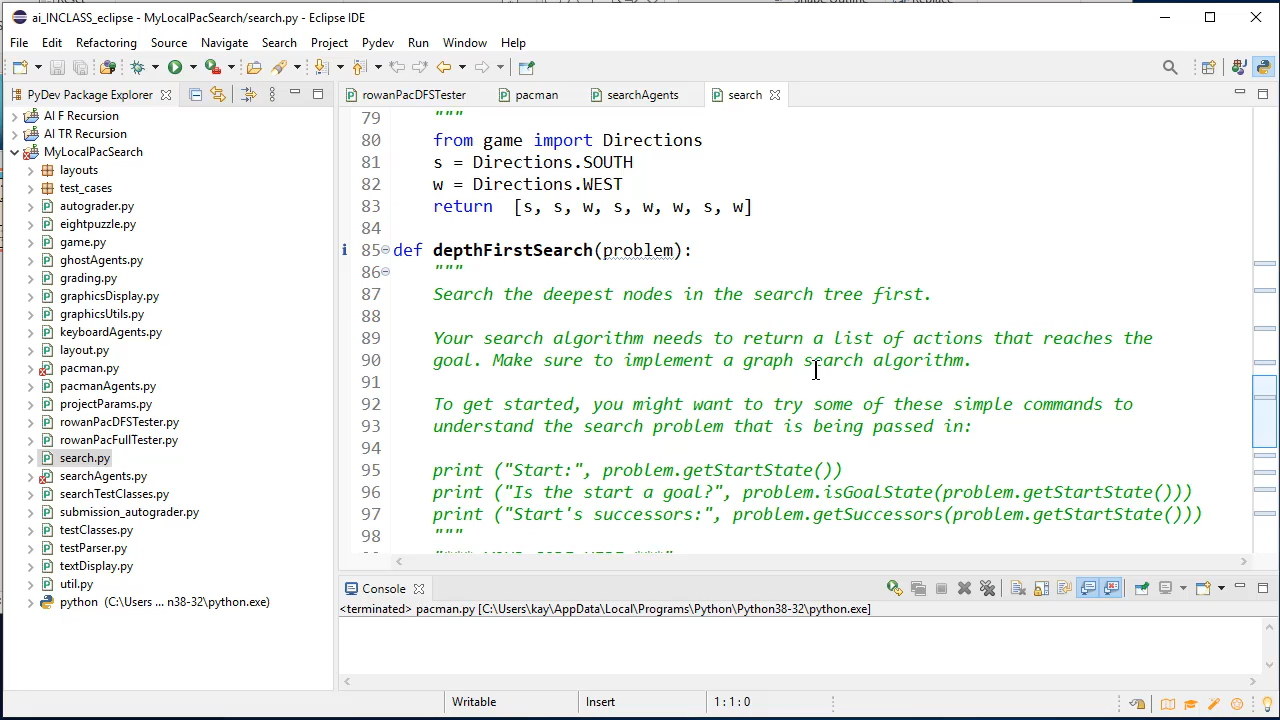 ai_INCLASS_eclipse - MyLocalPacSearch/search.py - Eclipse IDE
File Edit Refactoring Source Navigate Search Project Pydev Run Window Help
PyDev Package Explorer
AI F Recursion
AI TR Recursion
MyLocalPacSearch
layouts
test_cases
autograder.py
eightpuzzle.py
game.py
ghostAgents.py
grading.py
graphicsDisplay.py
graphicsUtils.py
keyboardAgents.py
layout.py
pacman.py
pacmanAgents.py
projectParams.py
rowanPacDFSTester.py
rowanPacFullTester.py
search.py
searchAgents.py
searchTestClasses.py
submission_autograder.py
testClasses.py
testParser.py
textDisplay.py
util.py
python (C:\Users ... n38-32\python.exe)
rowanPacDFSTester pacman searchAgents search
79 """
80 from game import Directions
81 s = Directions.SOUTH
82 w = Directions.WEST
83 return  [s, s, w, s, w, w, s, w]
84
85 def depthFirstSearch(problem):
86 """
87 Search the deepest nodes in the search tree first.
88
89 Your search algorithm needs to return a list of actions that reaches the
90 goal. Make sure to implement a graph search algorithm.
91
92 To get started, you might want to try some of these simple commands to
93 understand the search problem that is being passed in:
94
95 print ("Start:", problem.getStartState())
96 print ("Is the start a goal?", problem.isGoalState(problem.getStartState()))
97 print ("Start's successors:", problem.getSuccessors(problem.getStartState()))
98 """
Console
<terminated> pacman.py [C:\Users\kay\AppData\Local\Programs\Python\Python38-32\python.exe]
Writable Insert 1 : 1 : 0